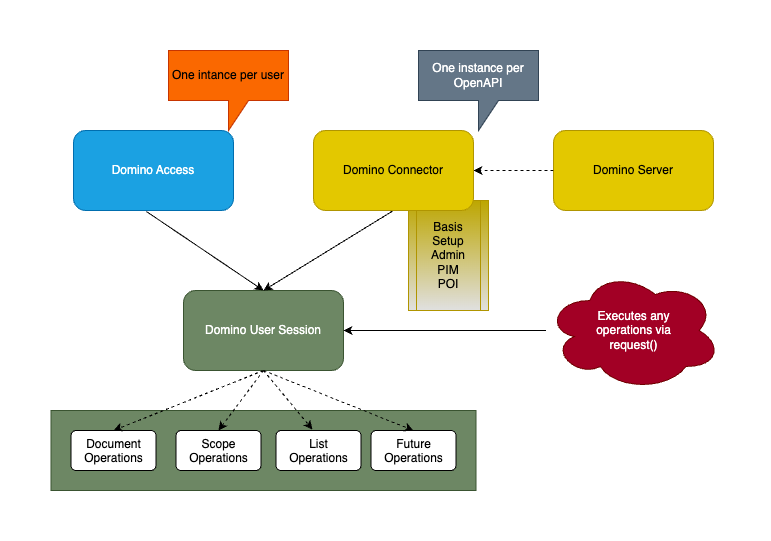 One intance per user
One instance per
OpenAPI
Domino Access
Domino Connector
Domino Server
Basis
Setup
Admin
PIM
POI
Domino User Session
Executes any
operations via
request()
Document
Operations
Scope
Operations
List
Operations
Future
Operations